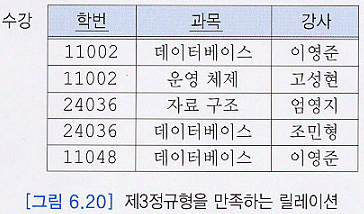 수강
학번 과목 강사
11002 데이터베이스 이영준
11002 운영 체제 고성현
24036 자료 구조 엄영지
24036 데이터베이스 조민형
11048 데이터베이스 이영준
[그림 6.20] 제3정규형을 만족하는 릴레이션